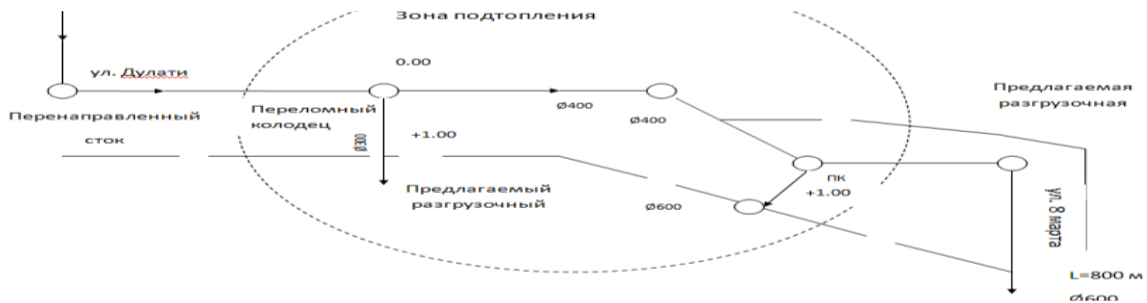 Зона подтопления
0.00
ул. Дулати
Предлагаемая
разгрузочная
Ø400
Ø400
Перенаправленный
сток
Переломный
колодец
Ø300
+1.00
ПК
+1.00
Предлагаемый
разгрузочный
Ø600
ул. 8 марта
L=800 м
Ø600